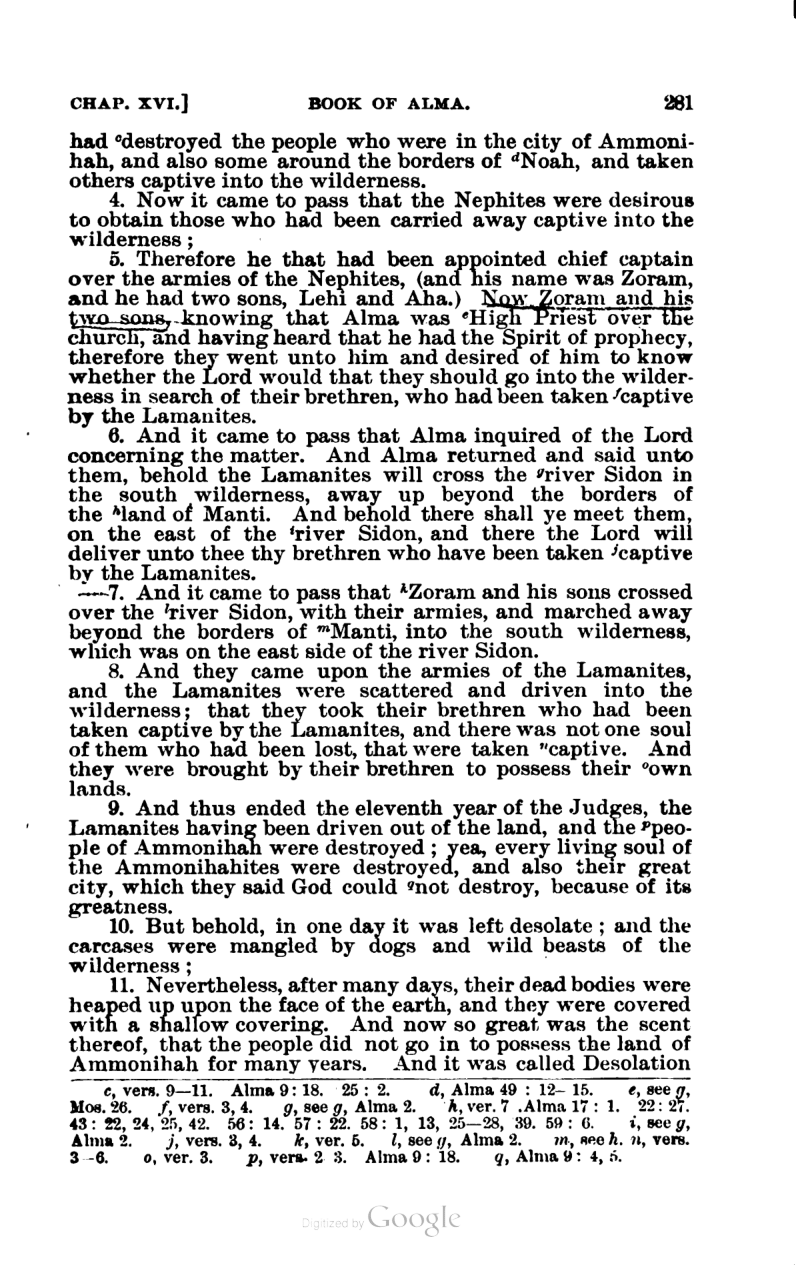 CHAP. XVI.] BOOK OF ALMA. 281
had ᶜdestroyed the people who were in the city of Ammoni-
hah, and also some around the borders of ᵈNoah, and taken
others captive into the wilderness.
4. Now it came to pass that the Nephites were desirous
to obtain those who had been carried away captive into the
wilderness ;
5. Therefore he that had been appointed chief captain
over the armies of the Nephites, (and his name was Zoram,
and he had two sons, Lehi and Aha.) Now Zoram and his
two sons, knowing that Alma was ᵉHigh Priest over the
church, and having heard that he had the Spirit of prophecy,
therefore they went unto him and desired of him to know
whether the Lord would that they should go into the wilder-
ness in search of their brethren, who had been taken ᶠcaptive
by the Lamanites.
6. And it came to pass that Alma inquired of the Lord
concerning the matter. And Alma returned and said unto
them, behold the Lamanites will cross the ᵍriver Sidon in
the south wilderness, away up beyond the borders of
the ʰland of Manti. And behold there shall ye meet them,
on the east of the ⁱriver Sidon, and there the Lord will
deliver unto thee thy brethren who have been taken ʲcaptive
by the Lamanites.
7. And it came to pass that ᵏZoram and his sons crossed
over the ˡriver Sidon, with their armies, and marched away
beyond the borders of ᵐManti, into the south wilderness,
which was on the east side of the river Sidon.
8. And they came upon the armies of the Lamanites,
and the Lamanites were scattered and driven into the
wilderness; that they took their brethren who had been
taken captive by the Lamanites, and there was not one soul
of them who had been lost, that were taken ⁿcaptive. And
they were brought by their brethren to possess their ᵒown
lands.
9. And thus ended the eleventh year of the Judges, the
Lamanites having been driven out of the land, and the ᵖpeo-
ple of Ammonihah were destroyed ; yea, every living soul of
the Ammonihahites were destroyed, and also their great
city, which they said God could 𐞥not destroy, because of its
greatness.
10. But behold, in one day it was left desolate ; and the
carcases were mangled by dogs and wild beasts of the
wilderness ;
11. Nevertheless, after many days, their dead bodies were
heaped up upon the face of the earth, and they were covered
with a shallow covering. And now so great was the scent
thereof, that the people did not go in to possess the land of
Ammonihah for many years. And it was called Desolation
c, vers. 9—11. Alma 9: 18. 25 : 2. d, Alma 49 : 12– 15. e, see g,
Mos. 26. f, vers. 3, 4. g, see g, Alma 2. h, ver. 7 .Alma 17 : 1. 22: 27.
43: 22, 24, 25, 42. 56: 14. 57 : 22. 58: 1, 13, 25—28, 39. 59 : 6. i, see g,
Alma 2. j, vers. 3, 4. k, ver. 5. l, see g, Alma 2. m, see h. n, vers.
3–6. o, ver. 3. p, vers. 2 3. Alma 9 : 18. q, Alma 9 : 4, 5.
Digitized by Google